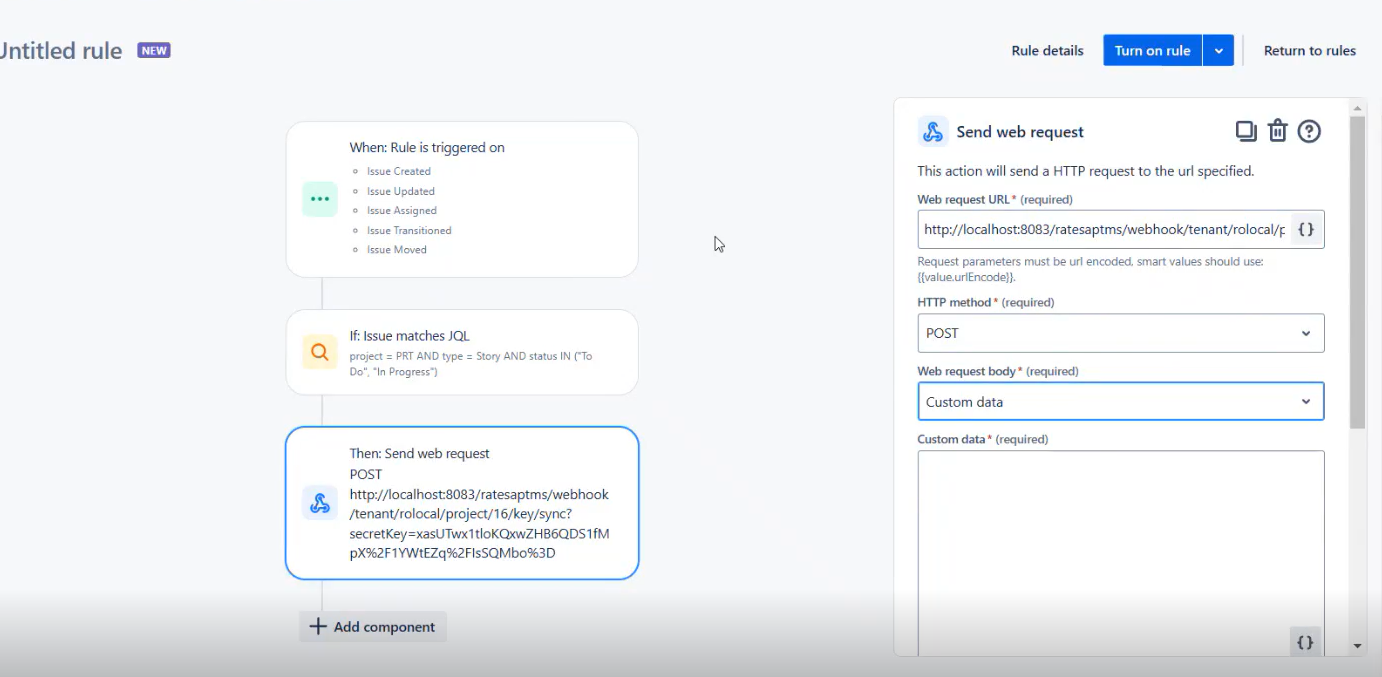 Untitled rule NEW
Rule details Turn on rule Return to rules
When: Rule is triggered on
Issue Created
Issue Updated
Issue Assigned
Issue Transitioned
Issue Moved
If: Issue matches JQL
project = PRT AND type = Story AND status IN ("To
Do", "In Progress")
Then: Send web request
POST
http://localhost:8083/ratesaptms/webhook
/tenant/rolocal/project/16/key/sync?
secretKey=xasUTwx1tloKQxwZHB6QDS1fM
pX%2F1YWtEZq%2FIsSQMbo%3D
Add component
Send web request
This action will send a HTTP request to the url specified.
Web request URL* (required)
http://localhost:8083/ratesaptms/webhook/tenant/rolocal/p {}
Request parameters must be url encoded, smart values should use:
{{value.urlEncode}}.
HTTP method* (required)
POST
Web request body* (required)
Custom data
Custom data* (required)
{}